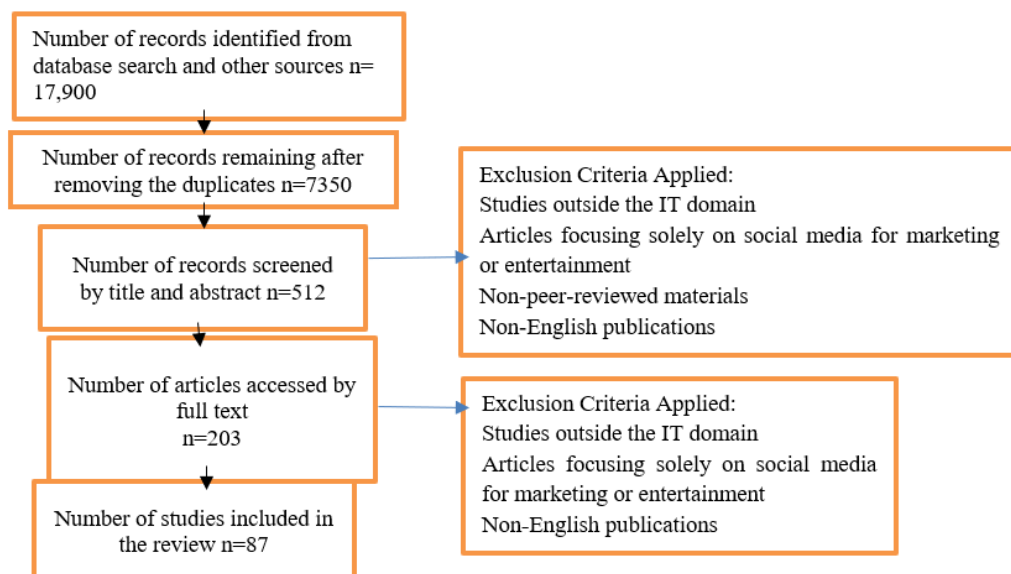 Number of records identified from
database search and other sources n=
17,900
Number of records remaining after
removing the duplicates n=7350
Number of records screened
by title and abstract n=512
Exclusion Criteria Applied:
Studies outside the IT domain
Articles focusing solely on social media for marketing
or entertainment
Non-peer-reviewed materials
Non-English publications
Number of articles accessed by
full text
n=203
Exclusion Criteria Applied:
Studies outside the IT domain
Articles focusing solely on social media
for marketing or entertainment
Non-English publications
Number of studies included in
the review n=87